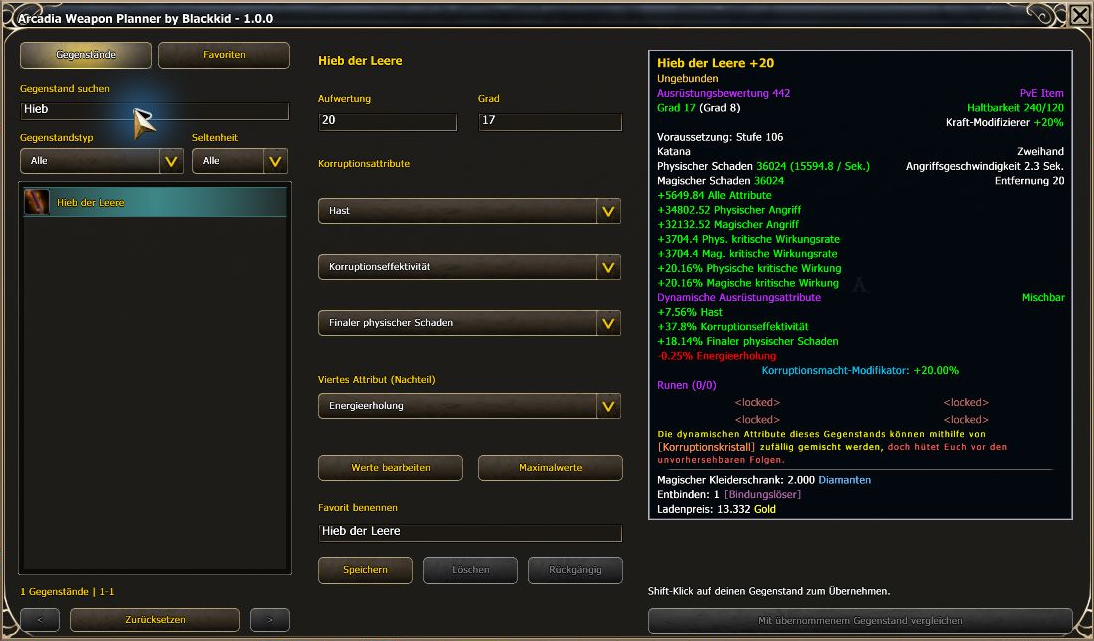 Arcadia Weapon Planner by Blackkid - 1.0.0
Gegenstände
Favoriten
Gegenstand suchen
Hieb
Gegenstandstyp
Seltenheit
Alle
Alle
Hieb der Leere
1 Gegenstände | 1-1
<
Zurücksetzen
>
Hieb der Leere
Aufwertung
Grad
20
17
Korruptionsattribute
Hast
Korruptionseffektivität
Finaler physischer Schaden
Viertes Attribut (Nachteil)
Energieerholung
Werte bearbeiten
Maximalwerte
Favorit benennen
Hieb der Leere
Speichern
Löschen
Rückgängig
Hieb der Leere +20
Ungebunden
Ausrüstungsbewertung 442
PvE Item
Grad 17 (Grad 8)
Haltbarkeit 240/120
Kraft-Modifizierer +20%
Voraussetzung: Stufe 106
Katana
Zweihand
Physischer Schaden 36024 (15594.8 / Sek.)
Angriffsgeschwindigkeit 2.3 Sek.
Magischer Schaden 36024
Entfernung 20
+5649.84 Alle Attribute
+34802.52 Physischer Angriff
+32132.52 Magischer Angriff
+3704.4 Phys. kritische Wirkungsrate
+3704.4 Mag. kritische Wirkungsrate
+20.16% Physische kritische Wirkung
+20.16% Magische kritische Wirkung
Dynamische Ausrüstungsattribute
Mischbar
+7.56% Hast
+37.8% Korruptionseffektivität
+18.14% Finaler physischer Schaden
-0.25% Energieerholung
Korruptionsmacht-Modifikator: +20.00%
Runen (0/0)
<locked>
<locked>
<locked>
<locked>
Die dynamischen Attribute dieses Gegenstands können mithilfe von
[Korruptionskristall] zufällig gemischt werden, doch hütet Euch vor den
unvorhersehbaren Folgen.
Magischer Kleiderschrank: 2.000 Diamanten
Entbinden: 1 [Bindungslöser]
Ladenpreis: 13.332 Gold
Shift-Klick auf deinen Gegenstand zum Übernehmen.
Mit übernommenem Gegenstand vergleichen